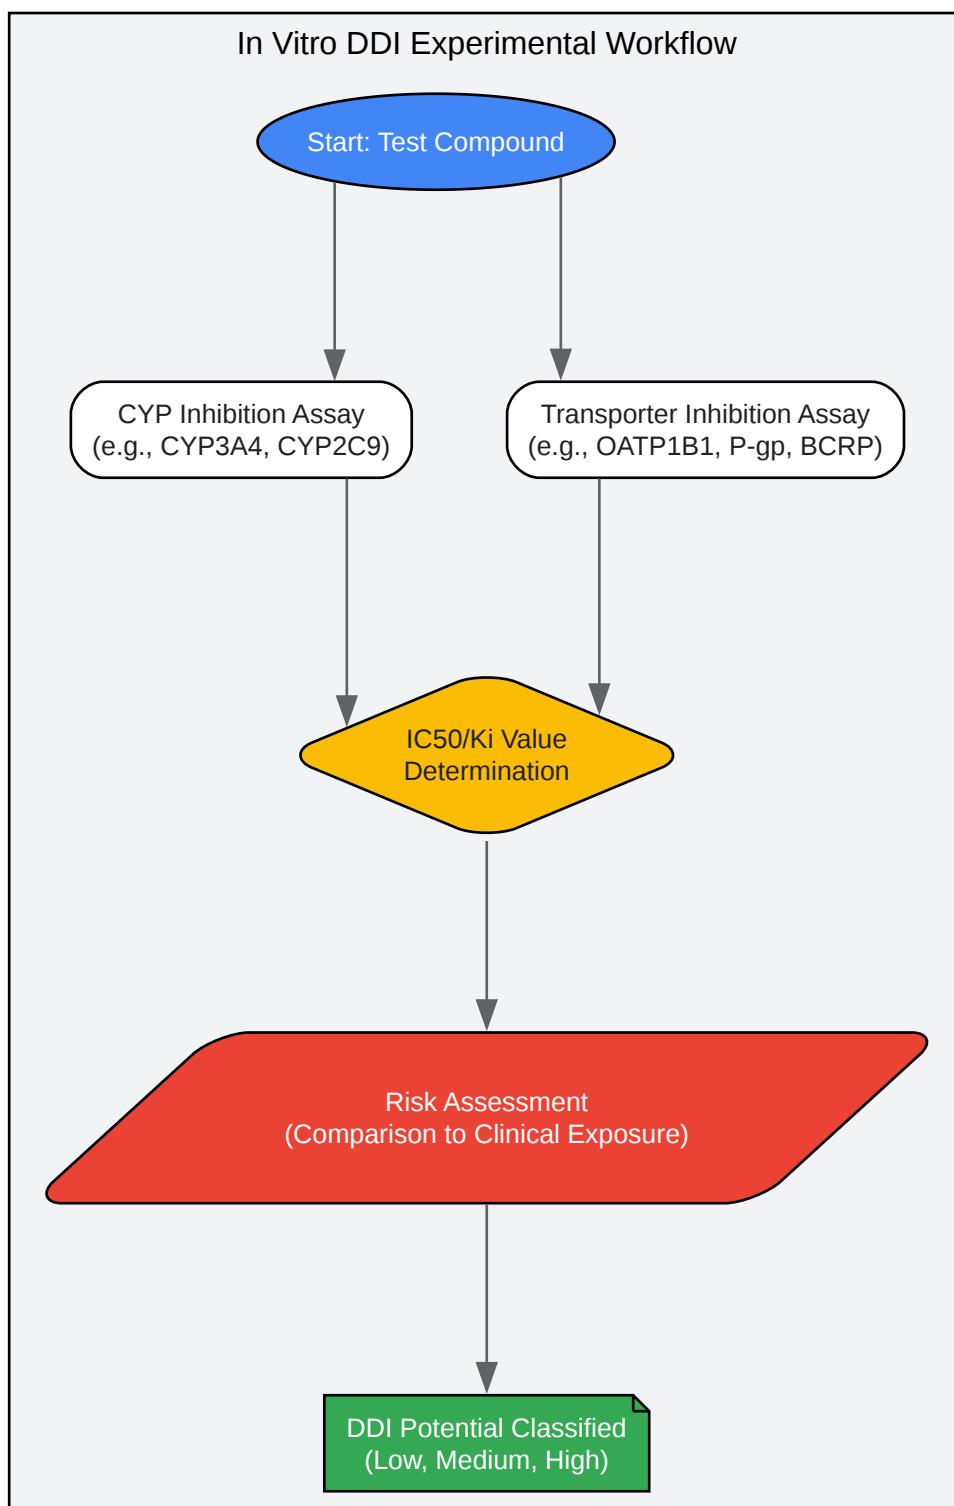 In Vitro DDI Experimental Workflow
Start: Test Compound
CYP Inhibition Assay
(e.g., CYP3A4, CYP2C9)
Transporter Inhibition Assay
(e.g., OATP1B1, P-gp, BCRP)
IC50/Ki Value
Determination
Risk Assessment
(Comparison to Clinical Exposure)
DDI Potential Classified
(Low, Medium, High)